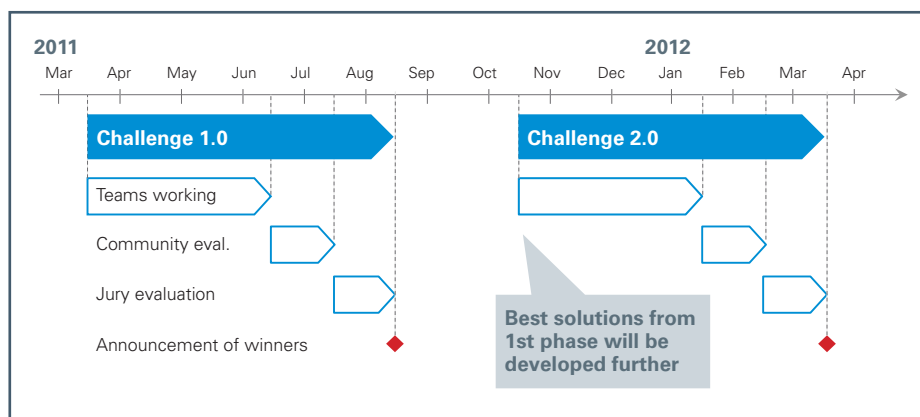 2011 2012
Mar Apr May Jun Jul Aug Sep Oct Nov Dec Jan Feb Mar Apr
Challenge 1.0 Challenge 2.0
Teams working
Community eval.
Jury evaluation
Best solutions from
1st phase will be
developed further
Announcement of winners